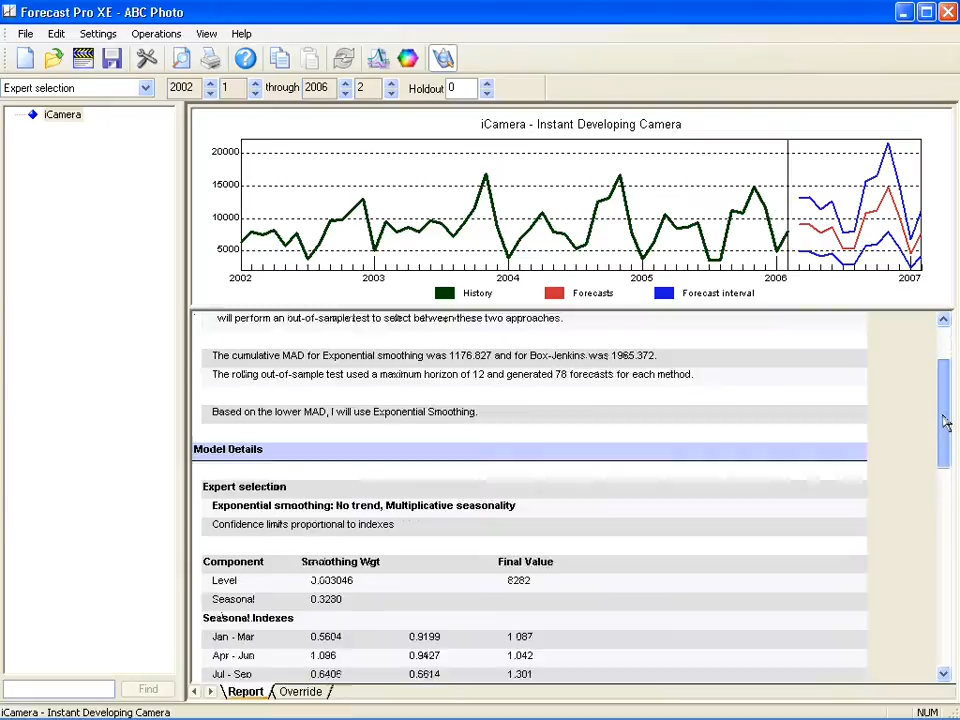 Forecast Pro XE - ABC Photo
File Edit Settings Operations View Help
Expert selection 2002 1 through 2006 2 Holdout 0
iCamera
iCamera - Instant Developing Camera
20000
15000
10000
5000
2002 2003 2004 2005 2006 2007
History Forecasts Forecast interval
will perform an out-of-sample test to select between these two approaches.
The cumulative MAD for Exponential smoothing was 1176.827 and for Box-Jenkins was 1965.372.
The rolling out-of-sample test used a maximum horizon of 12 and generated 78 forecasts for each method.
Based on the lower MAD, I will use Exponential Smoothing.
Model Details
Expert selection
Exponential smoothing: No trend, Multiplicative seasonality
Confidence limits proportional to indexes
Component Smoothing Wgt Final Value
Level 0.003046 8282
Seasonal 0.3230
Seasonal Indexes
Jan - Mar 0.5604 0.9199 1.087
Apr - Jun 1.096 0.9427 1.042
Jul - Sep 1.301
Find
Report Override
iCamera - Instant Developing Camera NUM